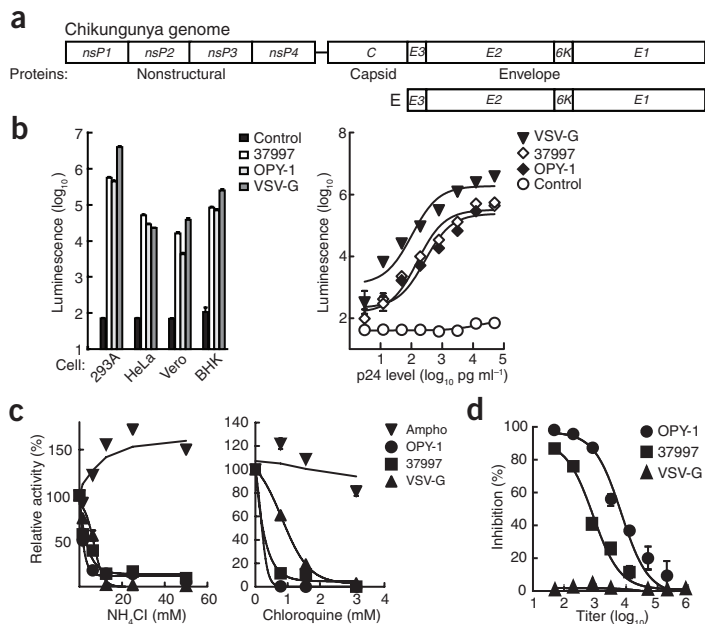 a
Chikungunya genome
nsP1 nsP2 nsP3 nsP4 C E3 E2 6K E1
Proteins: Nonstructural Capsid Envelope
E E3 E2 6K E1
b
Control
37997
OPY-1
VSV-G
Luminescence (log10)
7
6
5
4
3
2
1
Cell: 293A HeLa Vero BHK
VSV-G
37997
OPY-1
Control
Luminescence (log10)
8
6
4
2
0 1 2 3 4 5
p24 level (log10 pg ml–1)
c
Relative activity (%)
150
100
50
0 20 40 60
NH4Cl (mM)
140
120
100
80
60
40
20
0
0 1 2 3 4
Chloroquine (mM)
Ampho
OPY-1
37997
VSV-G
d
Inhibition (%)
100
80
60
40
20
0
1 2 3 4 5 6
Titer (log10)
OPY-1
37997
VSV-G